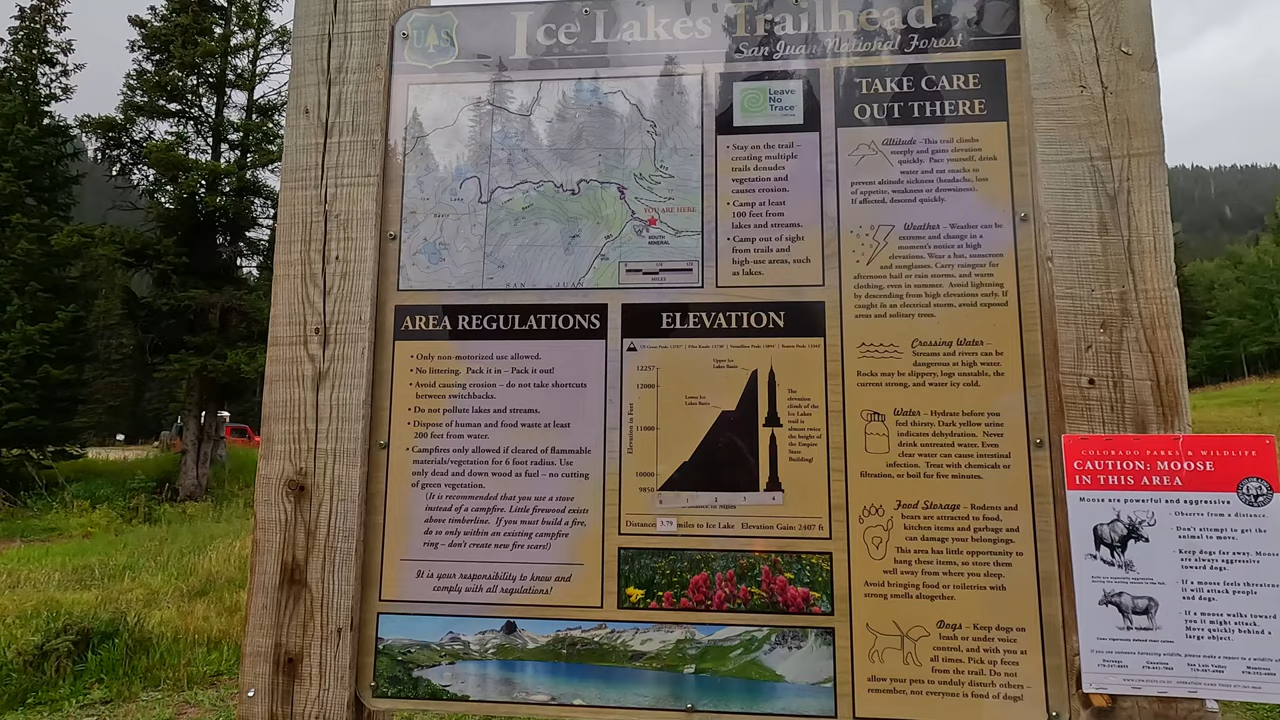 Ice Lakes Trailhead
San Juan National Forest
UAS
YOU ARE HERE
SOUTH
MINERAL
1/4
1/2
MILES
SAN JUAN
Leave
No
Trace
• Stay on the trail –
creating multiple
trails denudes
vegetation and
causes erosion.
• Camp at least
100 feet from
lakes and streams.
• Camp out of sight
from trails and
high-use areas, such
as lakes.
TAKE CARE
OUT THERE
Altitude –This trail climbs
steeply and gains elevation
quickly. Pace yourself, drink
water and eat snacks to
prevent altitude sickness (headache, loss
of appetite, weakness or drowsiness).
If affected, descend quickly.
Weather – Weather can be
extreme and change in a
moment's notice at high
elevations. Wear a hat, sunscreen
and sunglasses. Carry raingear for
afternoon hail or rain storms, and warm
clothing, even in summer. Avoid lightning
by descending from high elevations early. If
caught in an electrical storm, avoid exposed
areas and solitary trees.
Crossing Water –
Streams and rivers can be
dangerous at high water.
Rocks may be slippery, logs unstable, the
current strong, and water icy cold.
Water – Hydrate before you
feel thirsty. Dark yellow urine
indicates dehydration. Never
drink untreated water. Even
clear water can cause intestinal
infection. Treat with chemicals or
filtration, or boil for five minutes.
Food Storage – Rodents and
bears are attracted to food,
kitchen items and garbage and
can damage your belongings.
This area has little opportunity to
hang these items, so store them
well away from where you sleep.
Avoid bringing food or toiletries with
strong smells altogether.
Dogs – Keep dogs on
leash or under voice
control, and with you at
all times. Pick up feces
from the trail. Do not
allow your pets to unduly disturb others –
remember, not everyone is fond of dogs!
AREA REGULATIONS
• Only non-motorized use allowed.
• No littering. Pack it in – Pack it out!
• Avoid causing erosion – do not take shortcuts
between switchbacks.
• Do not pollute lakes and streams.
• Dispose of human and food waste at least
200 feet from water.
• Campfires only allowed if cleared of flammable
materials/vegetation for 6 foot radius. Use
only dead and down wood as fuel – no cutting
of green vegetation.
(It is recommended that you use a stove
instead of a campfire. Little firewood exists
above timberline. If you must build a fire,
do so only within an existing campfire
ring – don't create new fire scars!)
It is your responsibility to know and
comply with all regulations!
ELEVATION
Upper Ice
Lakes Basin
Lower Ice
Lakes Basin
12257
12000
11000
10000
9850
Elevation in Feet
0 1 2 3 4
The
elevation
climb of the
Ice Lakes
trail is
almost twice
the height of
the Empire
State
Building!
Distance 3.79 miles to Ice Lake Elevation Gain: 2407 ft
COLORADO PARKS & WILDLIFE
CAUTION: MOOSE
IN THIS AREA
Moose are powerful and aggressive
- Observe from a distance.
- Don't attempt to get the
animal to move.
- Keep dogs far away. Moose
are always aggressive
toward dogs.
- If a moose feels threatened
it will attack people
and dogs.
- If a moose walks toward
you it might attack.
Move quickly behind a
large object.
Durango
Gunnison
San Luis Valley
Montrose